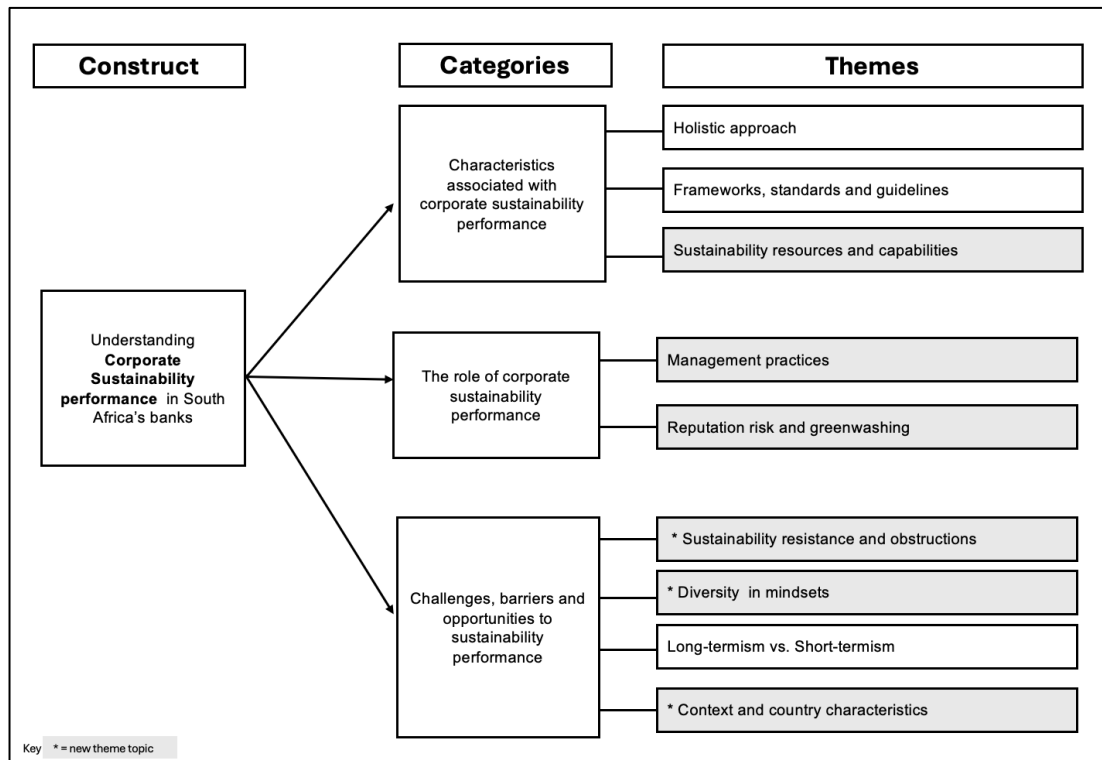 Construct
Categories
Themes
Characteristics
associated with
corporate sustainability
performance
Holistic approach
Frameworks, standards and guidelines
Sustainability resources and capabilities
Understanding
Corporate
Sustainability
performance in South
Africa's banks
The role of corporate
sustainability
performance
Management practices
Reputation risk and greenwashing
Challenges, barriers and
opportunities to
sustainability
performance
* Sustainability resistance and obstructions
* Diversity in mindsets
Long-termism vs. Short-termism
* Context and country characteristics
Key * = new theme topic